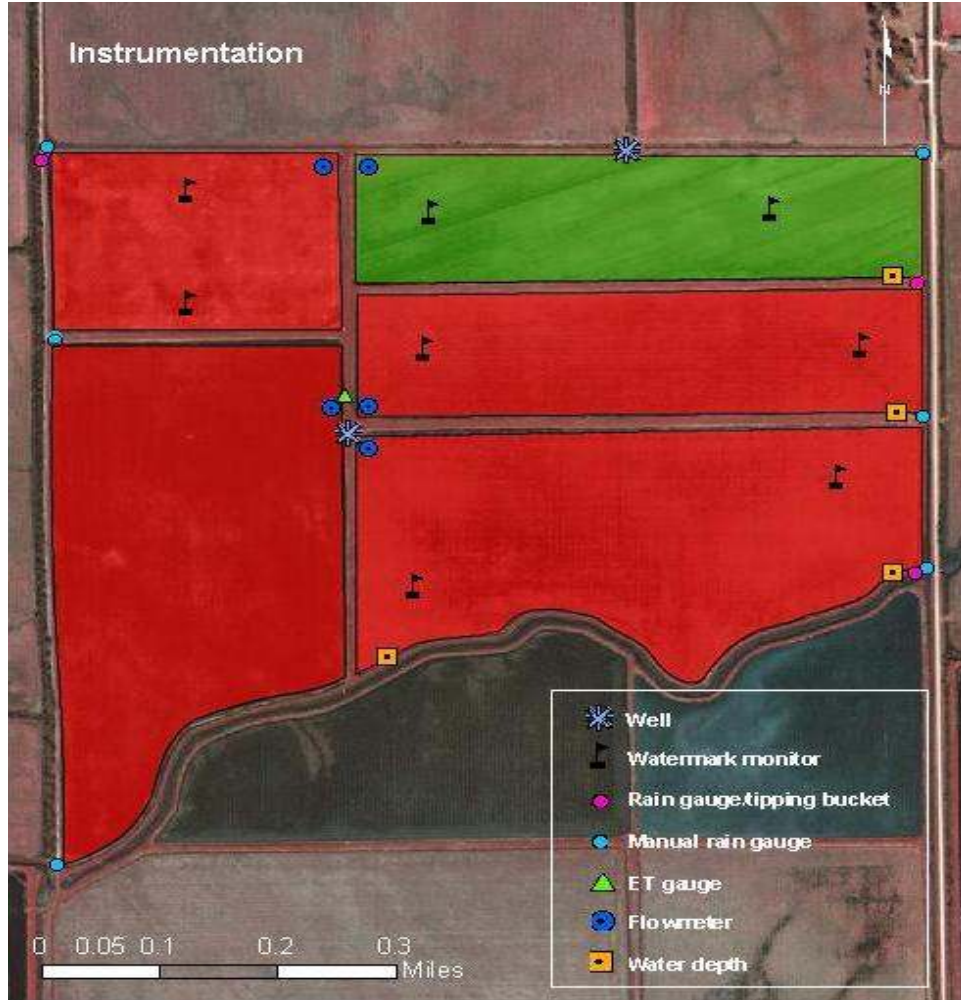 Instrumentation
N
Well
Watermark monitor
Rain gauge/tipping bucket
Manual rain gauge
ET gauge
Flowmeter
Water depth
0 0.05 0.1 0.2 0.3
Miles